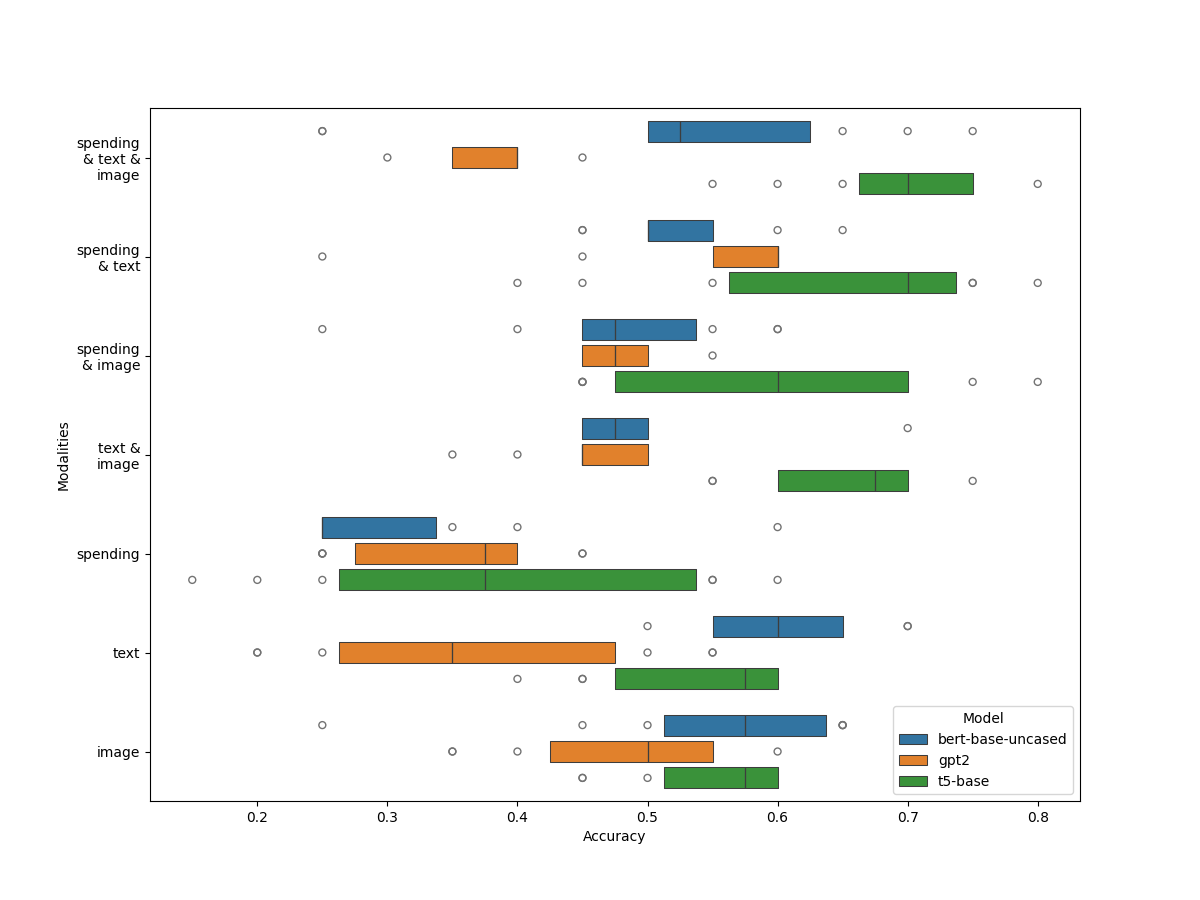 spending
& text &
image
spending
& text
spending
& image
text &
image
spending
text
image
Modalities
Model
bert-base-uncased
gpt2
t5-base
0.2
0.3
0.4
0.5
0.6
0.7
0.8
Accuracy